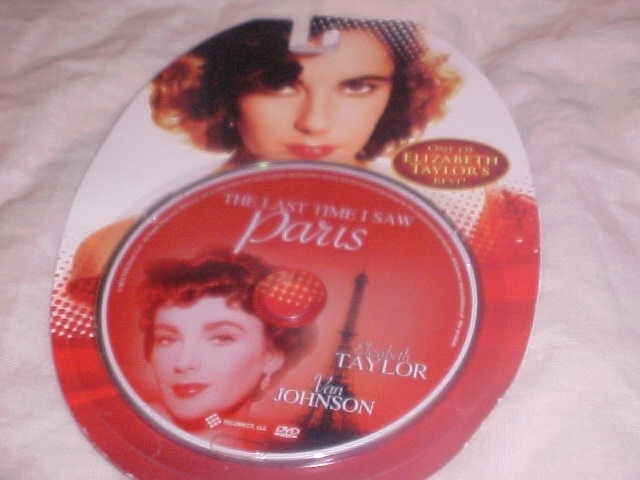 ONE OF
ELIZABETH
TAYLOR'S
BEST!
THE LAST TIME I SAW
Paris
Elizabeth
TAYLOR
Van
JOHNSON
DVD